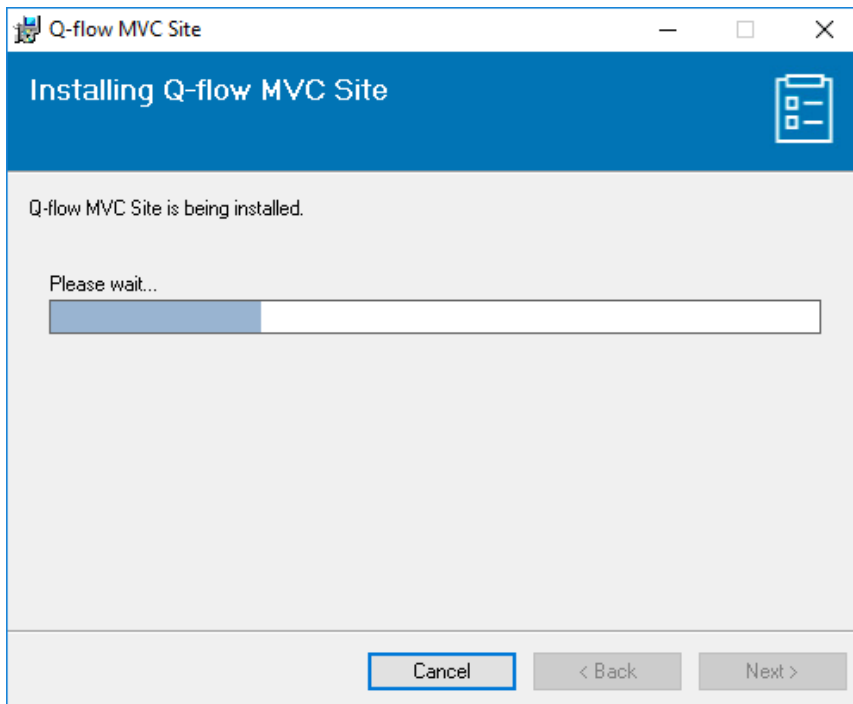 Q-flow MVC Site
Installing Q-flow MVC Site
Q-flow MVC Site is being installed.
Please wait...
Cancel
< Back
Next >